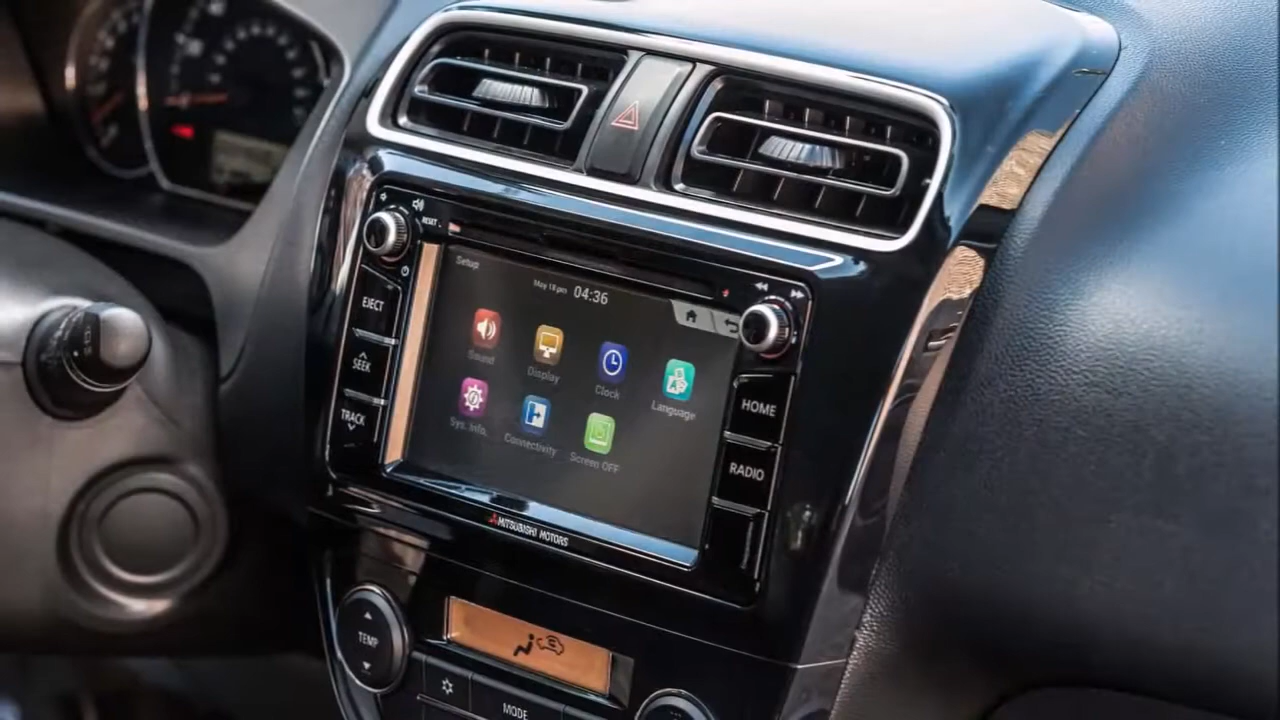 RESET
EJECT
SEEK
TRACK
Setup
May 18 pm 04:36
Sound
Display
Clock
Language
Sys. Info.
Connectivity
Screen OFF
HOME
RADIO
MITSUBISHI MOTORS
TEMP
MODE